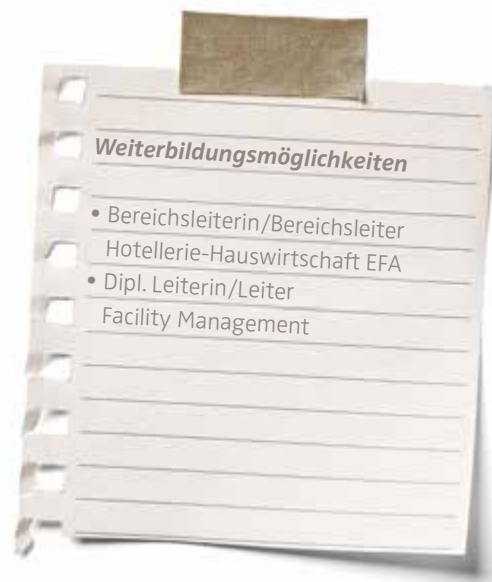 Weiterbildungsmöglichkeiten
• Bereichsleiterin/Bereichsleiter
Hotellerie-Hauswirtschaft EFA
• Dipl. Leiterin/Leiter
Facility Management